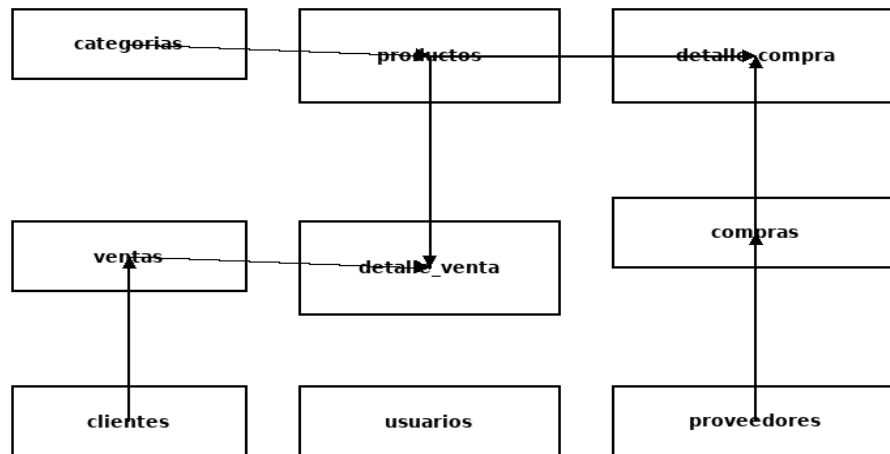 categorias
productos
detalle_compra
ventas
detalle_venta
compras
clientes
usuarios
proveedores